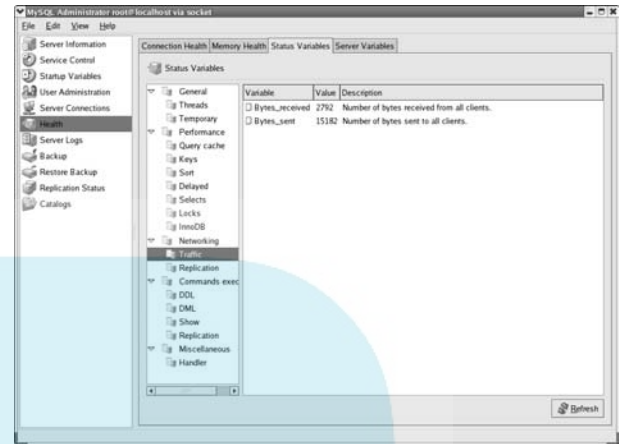 MySQL Administrator root@localhost via socket
File Edit View Help
Server Information
Service Control
Startup Variables
User Administration
Server Connections
Health
Server Logs
Backup
Restore Backup
Replication Status
Catalogs
Connection Health Memory Health Status Variables Server Variables
Status Variables
General
Threads
Temporary
Performance
Query cache
Keys
Sort
Delayed
Selects
Locks
InnoDB
Networking
Traffic
Replication
Commands exec
DDL
DML
Show
Replication
Miscellaneous
Handler
Variable Value Description
Bytes_received 2792 Number of bytes received from all clients.
Bytes_sent 15182 Number of bytes sent to all clients.
Refresh